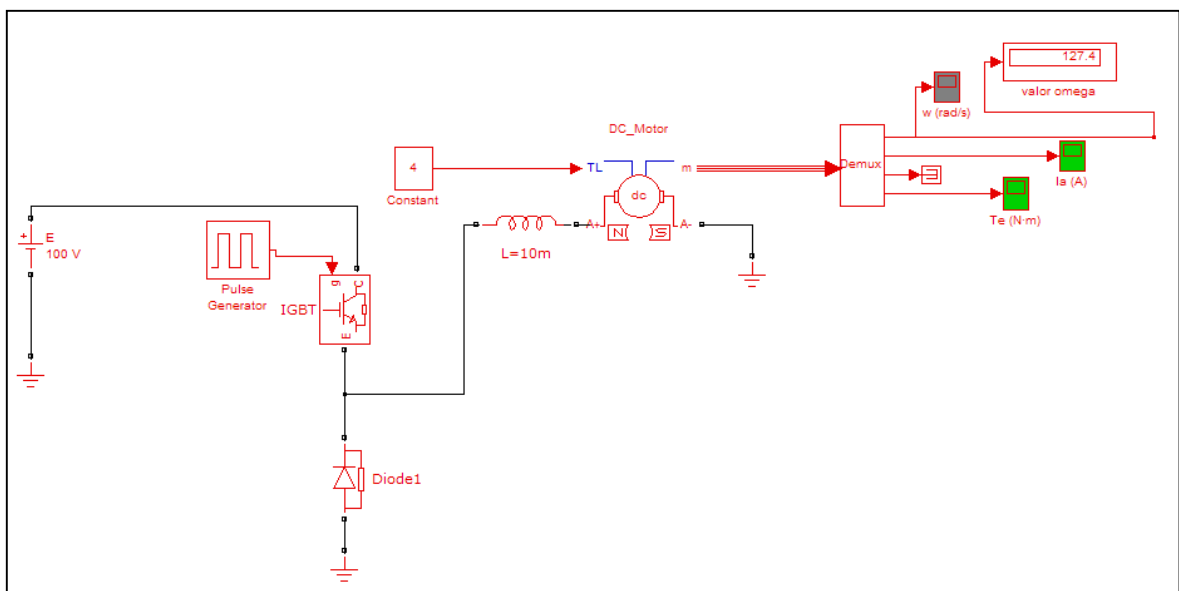 127.4
valor omega
w (rad/s)
DC_Motor
TL
m
Demux
4
Constant
Ia (A)
Te (N·m)
dc
A+
N
S
A-
L=10m
+
E
100 V
Pulse
Generator
g
C
IGBT
E
Diode1